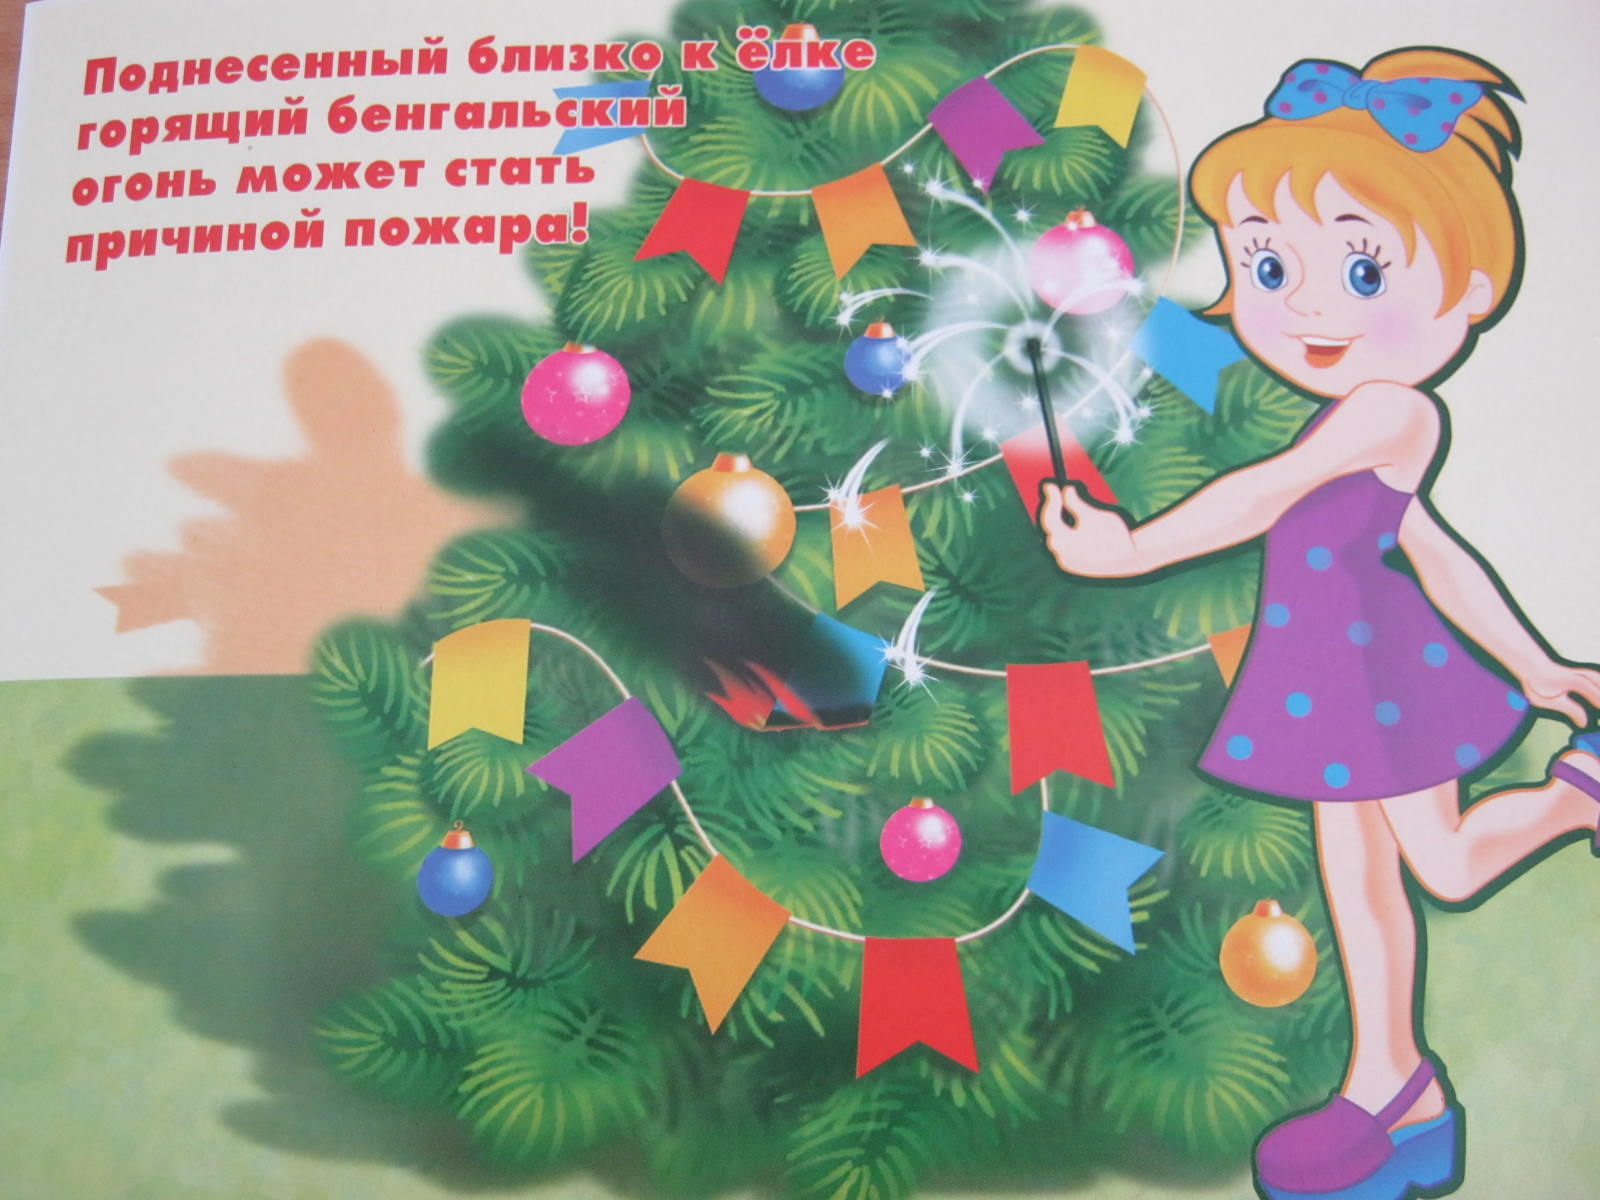 Поднесенный близко к ёлке
горящий бенгальский
огонь может стать
причиной пожара!